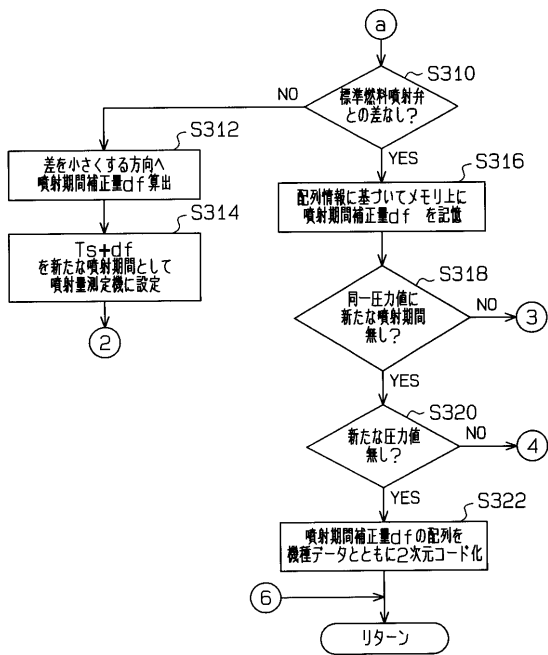 a
S310
標準燃料噴射弁
との差なし?
NO
YES
S312
差を小さくする方向へ
噴射期間補正量df算出
S314
Ts+df
を新たな噴射期間として
噴射量測定機に設定
2
S316
配列情報に基づいてメモリ上に
噴射期間補正量df を記憶
S318
同一圧力値に
新たな噴射期間
無し?
NO
3
YES
S320
新たな圧力値
無し?
NO
4
YES
S322
噴射期間補正量dfの配列を
機種データとともに2次元コード化
6
リターン